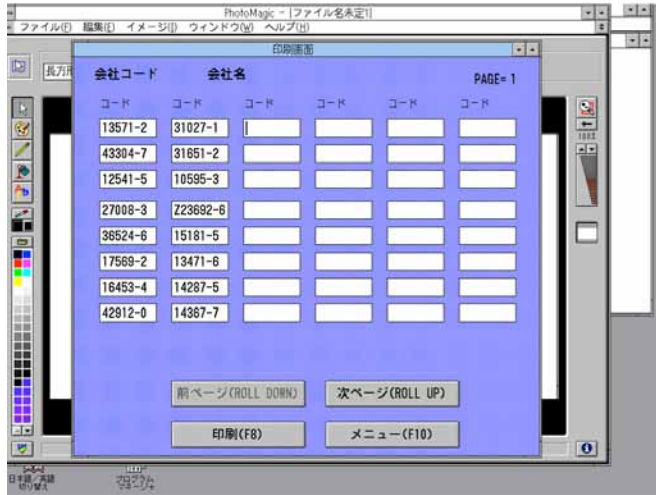 PhotoMagic - [ファイル名未定1]
ファイル(F) 編集(E) イメージ(I) ウィンドウ(W) ヘルプ(H)
印刷画面
長方形
会社コード 会社名 PAGE= 1
コード コード コード コード コード コード
13571-2 31027-1
43304-7 31651-2
12541-5 10595-3
27008-3 Z23692-6
36524-6 15181-5
17569-2 13471-6
16453-4 14287-5
42912-0 14367-7
100%
前ページ(ROLL DOWN) 次ページ(ROLL UP)
印刷(F8) メニュー(F10)
日本語/英語
切り替え
プログラム
マネージャ